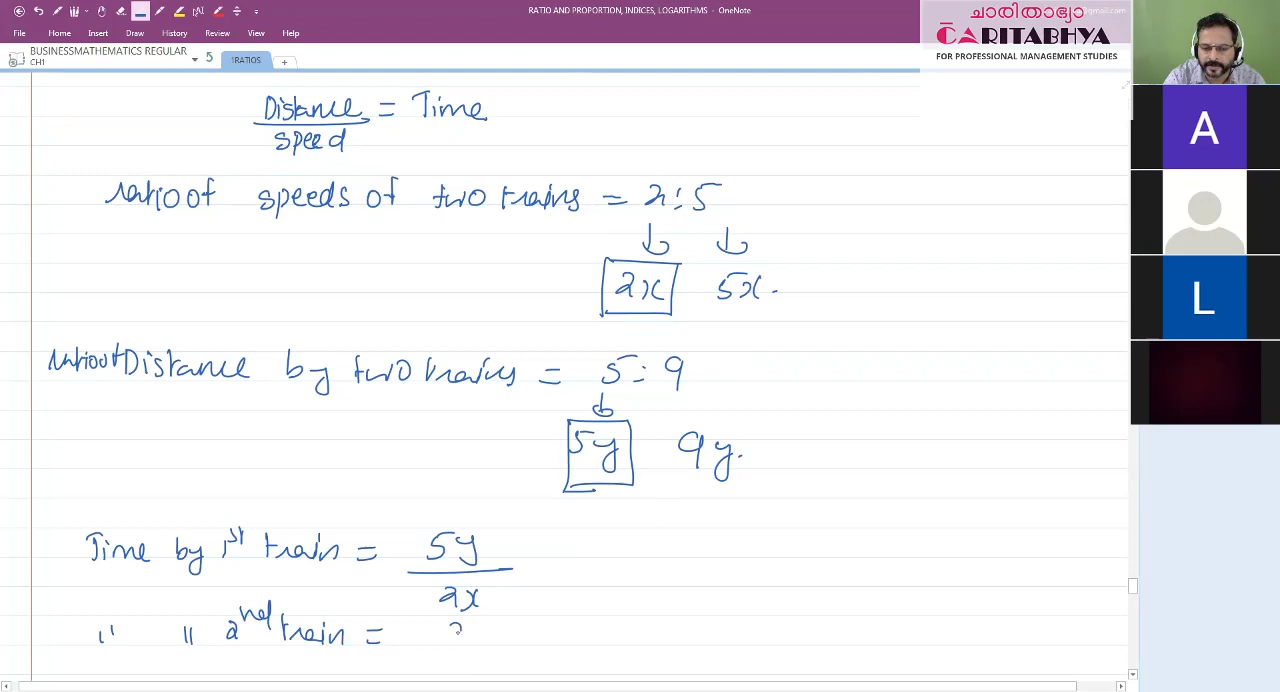 RATIO AND PROPORTION, INDICES, LOGARITHMS - OneNote
ചാരിതാഭ്യാ
@gmail.com
CARITABHYA
FOR PROFESSIONAL MANAGEMENT STUDIES
File Home Insert Draw History Review View Help
BUSINESSMATHEMATICS REGULAR
CH1
5
1RATIOS
Distance
speed
= Time
ratio of speeds of two trains = 2 : 5
2x 5x.
ratio of Distance by two trains = 5 : 9
5y 9y.
Time by 1st train = 5y
2x
" " 2nd train =
A
L